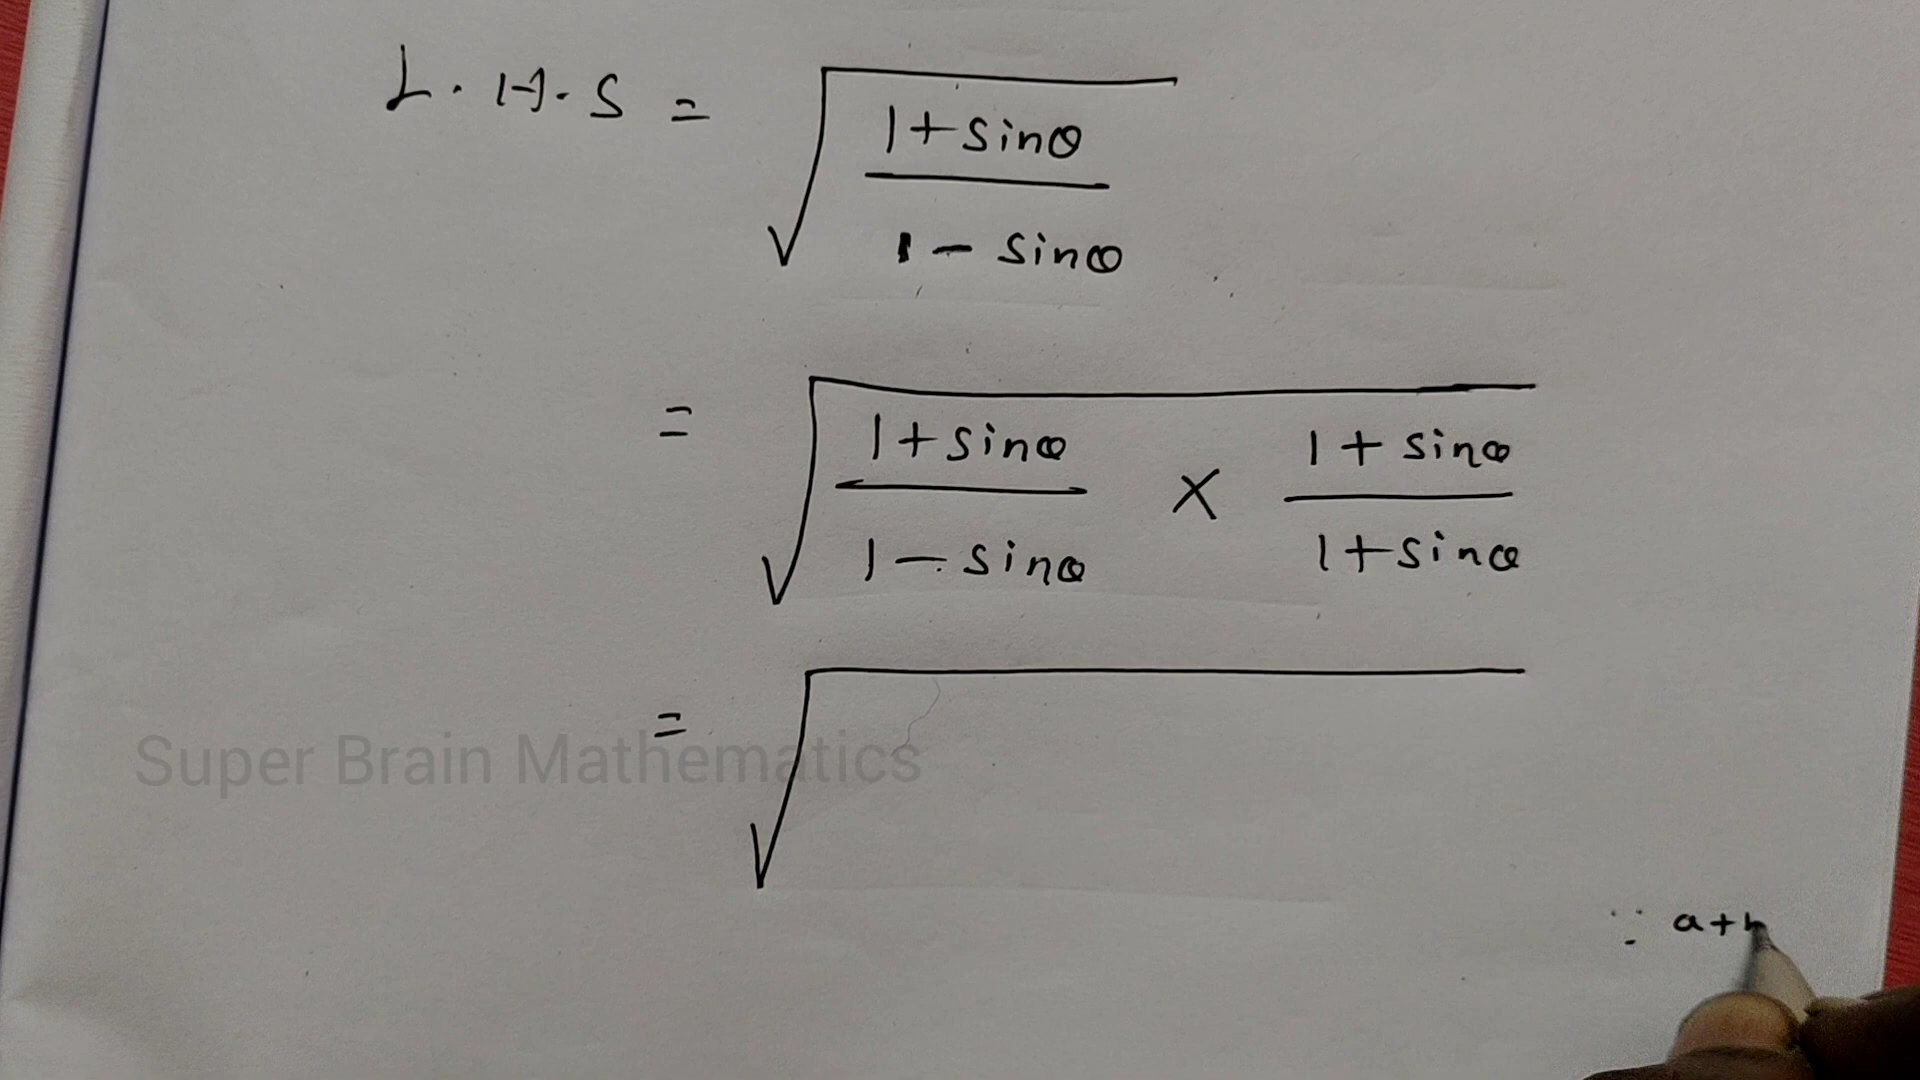 L.H.S = √(1+sinθ / 1-sinθ)
= √(1+sinθ / 1-sinθ × 1+sinθ / 1+sinθ)
= √
Super Brain Mathematics
∵ a+